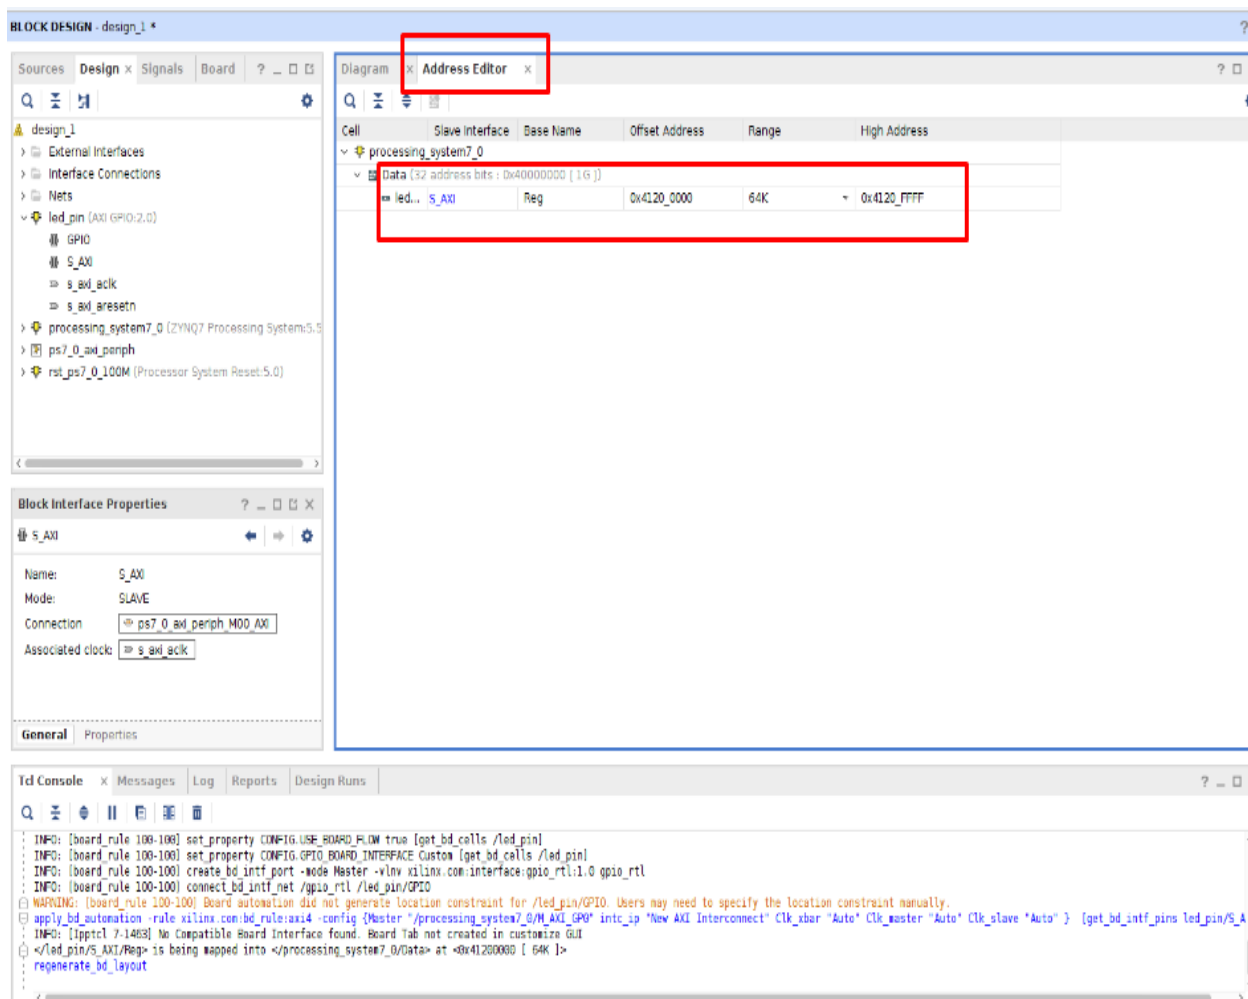 BLOCK DESIGN - design_1 *
?
Sources Design × Signals Board ? _
design_1
External Interfaces
Interface Connections
Nets
led_pin (AXI GPIO:2.0)
GPIO
S_AXI
s_axi_aclk
s_axi_aresetn
processing_system7_0 (ZYNQ7 Processing System:5.5
ps7_0_axi_periph
rst_ps7_0_100M (Processor System Reset:5.0)
Diagram × Address Editor × ?
Cell Slave Interface Base Name Offset Address Range High Address
processing_system7_0
Data (32 address bits : 0x40000000 [ 1G ])
led... S_AXI Reg 0x4120_0000 64K 0x4120_FFFF
Block Interface Properties ? _ ×
S_AXI
Name: S_AXI
Mode: SLAVE
Connection ps7_0_axi_periph_M00_AXI
Associated clock: s_axi_aclk
General Properties
Tcl Console × Messages Log Reports Design Runs ? _
INFO: [board_rule 100-100] set_property CONFIG.USE_BOARD_FLOW true [get_bd_cells /led_pin]
INFO: [board_rule 100-100] set_property CONFIG.GPIO_BOARD_INTERFACE Custom [get_bd_cells /led_pin]
INFO: [board_rule 100-100] create_bd_intf_port -mode Master -vlnv xilinx.com:interface:gpio_rtl:1.0 gpio_rtl
INFO: [board_rule 100-100] connect_bd_intf_net /gpio_rtl /led_pin/GPIO
WARNING: [board_rule 100-100] Board automation did not generate location constraint for /led_pin/GPIO. Users may need to specify the location constraint manually.
apply_bd_automation -rule xilinx.com:bd_rule:axi4 -config {Master "/processing_system7_0/M_AXI_GP0" intc_ip "New AXI Interconnect" Clk_xbar "Auto" Clk_master "Auto" Clk_slave "Auto" } [get_bd_intf_pins led_pin/S_A
INFO: [Ipptcl 7-1463] No Compatible Board Interface found. Board Tab not created in customize GUI
</led_pin/S_AXI/Reg> is being mapped into </processing_system7_0/Data> at <0x41200000 [ 64K ]>
regenerate_bd_layout